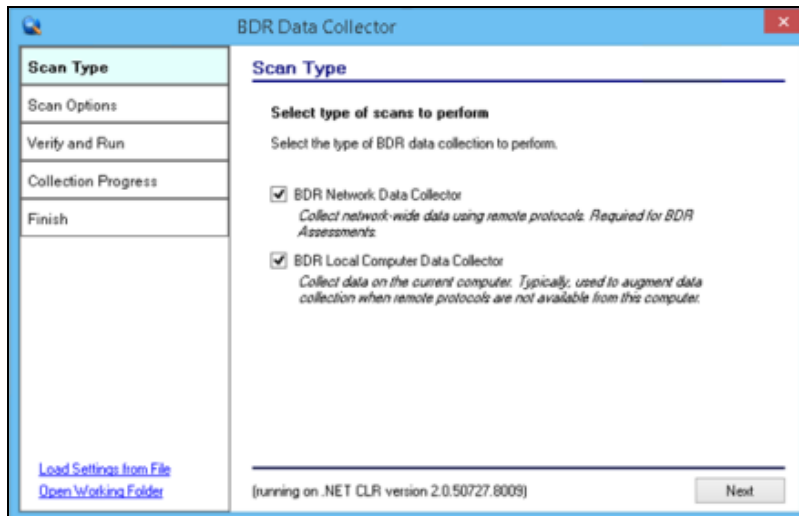 BDR Data Collector
Scan Type
Scan Options
Verify and Run
Collection Progress
Finish
Load Settings from File
Open Working Folder
Scan Type
Select type of scans to perform
Select the type of BDR data collection to perform.
BDR Network Data Collector
Collect network-wide data using remote protocols. Required for BDR
Assessments.
BDR Local Computer Data Collector
Collect data on the current computer. Typically, used to augment data
collection when remote protocols are not available from this computer.
(running on .NET CLR version 2.0.50727.8009)
Next